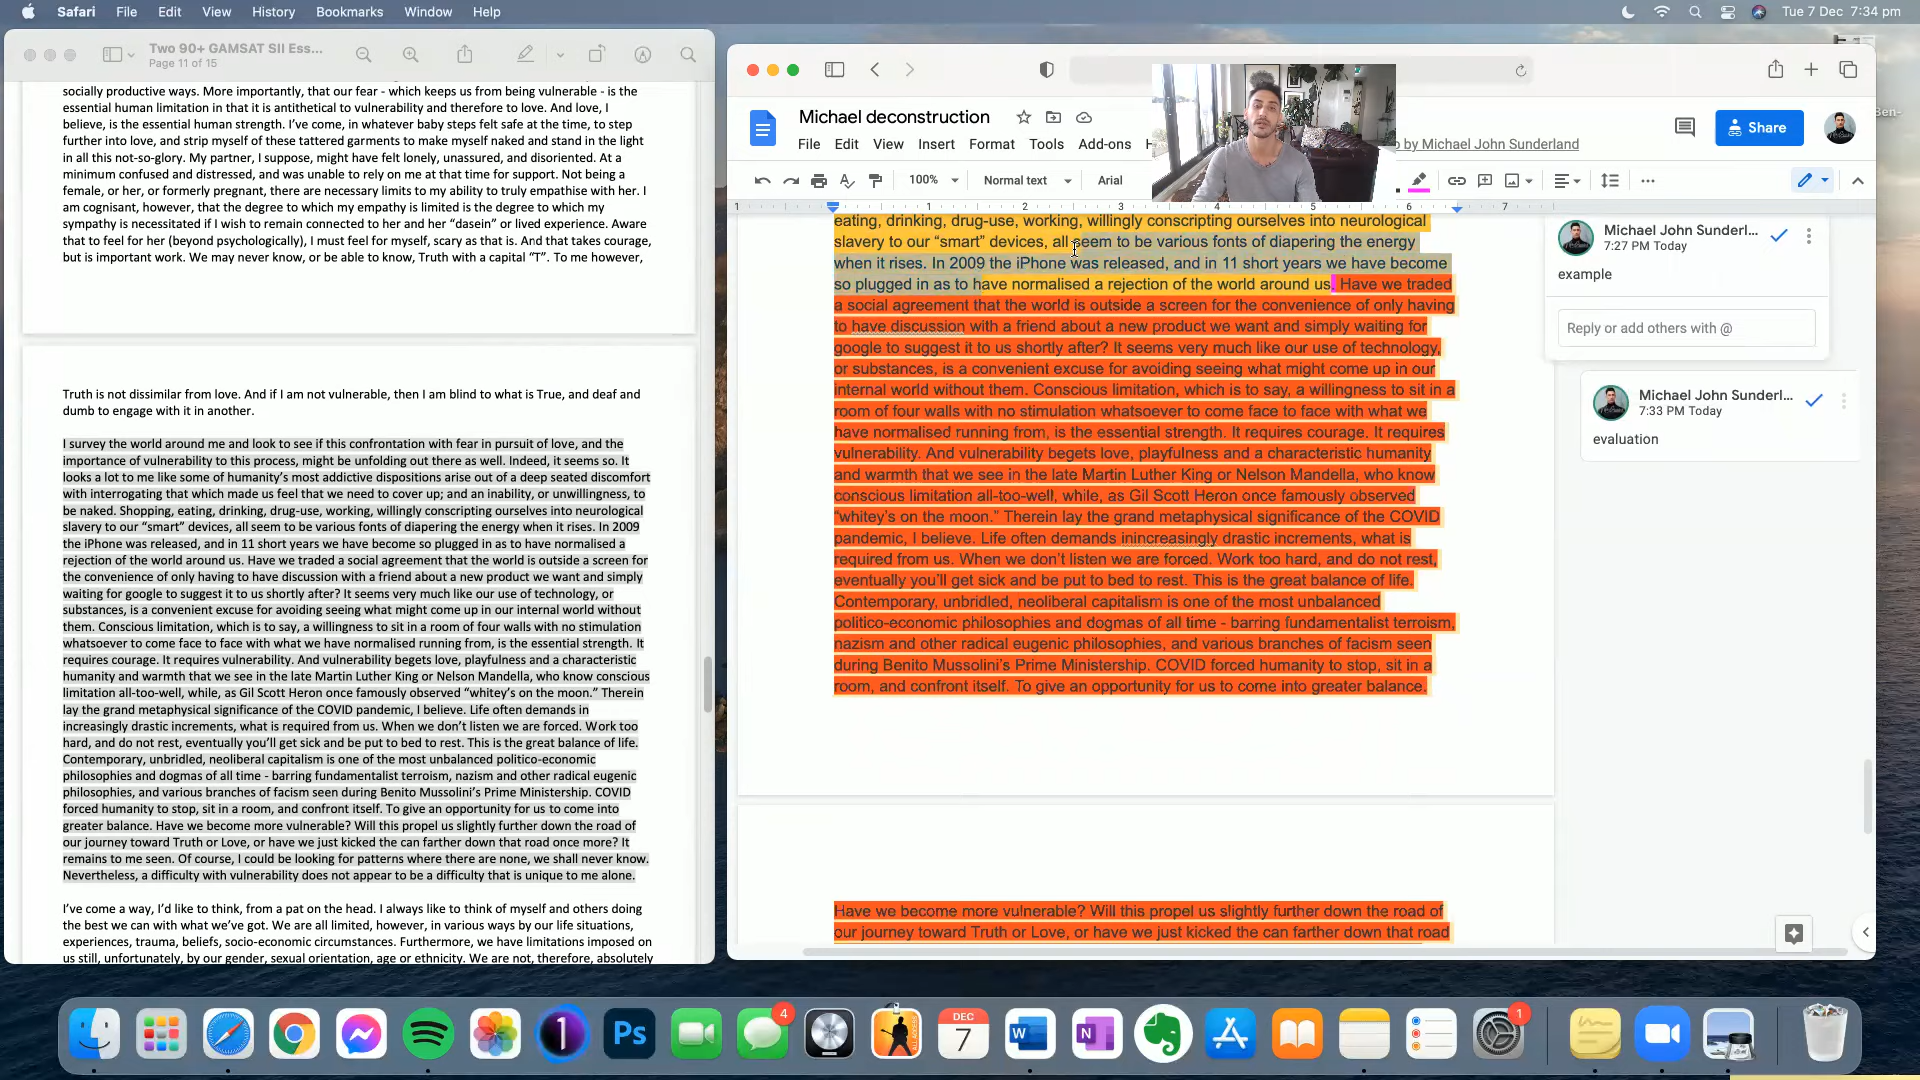 Safari File Edit View History Bookmarks Window Help
Tue 7 Dec 7:34 pm
Two 90+ GAMSAT SII Ess...
Page 11 of 15
socially productive ways. More importantly, that our fear - which keeps us from being vulnerable - is the
essential human limitation in that it is antithetical to vulnerability and therefore to love. And love, I
believe, is the essential human strength. I've come, in whatever baby steps felt safe at the time, to step
further into love, and strip myself of these tattered garments to make myself naked and stand in the light
in all this not-so-glory. My partner, I suppose, might have felt lonely, unassured, and disoriented. At a
minimum confused and distressed, and was unable to rely on me at that time for support. Not being a
female, or her, or formerly pregnant, there are necessary limits to my ability to truly empathise with her. I
am cognisant, however, that the degree to which my empathy is limited is the degree to which my
sympathy is necessitated if I wish to remain connected to her and her “dasein” or lived experience. Aware
that to feel for her (beyond psychologically), I must feel for myself, scary as that is. And that takes courage,
but is important work. We may never know, or be able to know, Truth with a capital “T”. To me however,
Truth is not dissimilar from love. And if I am not vulnerable, then I am blind to what is True, and deaf and
dumb to engage with it in another.
I survey the world around me and look to see if this confrontation with fear in pursuit of love, and the
importance of vulnerability to this process, might be unfolding out there as well. Indeed, it seems so. It
looks a lot to me like some of humanity's most addictive dispositions arise out of a deep seated discomfort
with interrogating that which made us feel that we need to cover up; and an inability, or unwillingness, to
be naked. Shopping, eating, drinking, drug-use, working, willingly conscripting ourselves into neurological
slavery to our “smart” devices, all seem to be various fonts of diapering the energy when it rises. In 2009
the iPhone was released, and in 11 short years we have become so plugged in as to have normalised a
rejection of the world around us. Have we traded a social agreement that the world is outside a screen for
the convenience of only having to have discussion with a friend about a new product we want and simply
waiting for google to suggest it to us shortly after? It seems very much like our use of technology, or
substances, is a convenient excuse for avoiding seeing what might come up in our internal world without
them. Conscious limitation, which is to say, a willingness to sit in a room of four walls with no stimulation
whatsoever to come face to face with what we have normalised running from, is the essential strength. It
requires courage. It requires vulnerability. And vulnerability begets love, playfulness and a characteristic
humanity and warmth that we see in the late Martin Luther King or Nelson Mandella, who know conscious
limitation all-too-well, while, as Gil Scott Heron once famously observed “whitey's on the moon.” Therein
lay the grand metaphysical significance of the COVID pandemic, I believe. Life often demands in
increasingly drastic increments, what is required from us. When we don't listen we are forced. Work too
hard, and do not rest, eventually you'll get sick and be put to bed to rest. This is the great balance of life.
Contemporary, unbridled, neoliberal capitalism is one of the most unbalanced politico-economic
philosophies and dogmas of all time - barring fundamentalist terroism, nazism and other radical eugenic
philosophies, and various branches of facism seen during Benito Mussolini's Prime Ministership. COVID
forced humanity to stop, sit in a room, and confront itself. To give an opportunity for us to come into
greater balance. Have we become more vulnerable? Will this propel us slightly further down the road of
our journey toward Truth or Love, or have we just kicked the can farther down that road once more? It
remains to me seen. Of course, I could be looking for patterns where there are none, we shall never know.
Nevertheless, a difficulty with vulnerability does not appear to be a difficulty that is unique to me alone.
I've come a way, I'd like to think, from a pat on the head. I always like to think of myself and others doing
the best we can with what we've got. We are all limited, however, in various ways by our life situations,
experiences, trauma, beliefs, socio-economic circumstances. Furthermore, we have limitations imposed on
us still, unfortunately, by our gender, sexual orientation, age or ethnicity. We are not, therefore, absolutely
Michael deconstruction
File Edit View Insert Format Tools Add-ons H
o by Michael John Sunderland
Share
100% Normal text Arial
1 1 2 3 4 5 6 7
eating, drinking, drug-use, working, willingly conscripting ourselves into neurological
slavery to our “smart” devices, all seem to be various fonts of diapering the energy
when it rises. In 2009 the iPhone was released, and in 11 short years we have become
so plugged in as to have normalised a rejection of the world around us. Have we traded
a social agreement that the world is outside a screen for the convenience of only having
to have discussion with a friend about a new product we want and simply waiting for
google to suggest it to us shortly after? It seems very much like our use of technology,
or substances, is a convenient excuse for avoiding seeing what might come up in our
internal world without them. Conscious limitation, which is to say, a willingness to sit in a
room of four walls with no stimulation whatsoever to come face to face with what we
have normalised running from, is the essential strength. It requires courage. It requires
vulnerability. And vulnerability begets love, playfulness and a characteristic humanity
and warmth that we see in the late Martin Luther King or Nelson Mandella, who know
conscious limitation all-too-well, while, as Gil Scott Heron once famously observed
“whitey's on the moon.” Therein lay the grand metaphysical significance of the COVID
pandemic, I believe. Life often demands inincreasingly drastic increments, what is
required from us. When we don't listen we are forced. Work too hard, and do not rest,
eventually you'll get sick and be put to bed to rest. This is the great balance of life.
Contemporary, unbridled, neoliberal capitalism is one of the most unbalanced
politico-economic philosophies and dogmas of all time - barring fundamentalist terroism,
nazism and other radical eugenic philosophies, and various branches of facism seen
during Benito Mussolini's Prime Ministership. COVID forced humanity to stop, sit in a
room, and confront itself. To give an opportunity for us to come into greater balance.
Have we become more vulnerable? Will this propel us slightly further down the road of
our journey toward Truth or Love, or have we just kicked the can farther down that road
Michael John Sunderl...
7:27 PM Today
example
Reply or add others with @
Michael John Sunderl...
7:33 PM Today
evaluation
Ben-
4
1
Ps
DEC
7
W
N
1